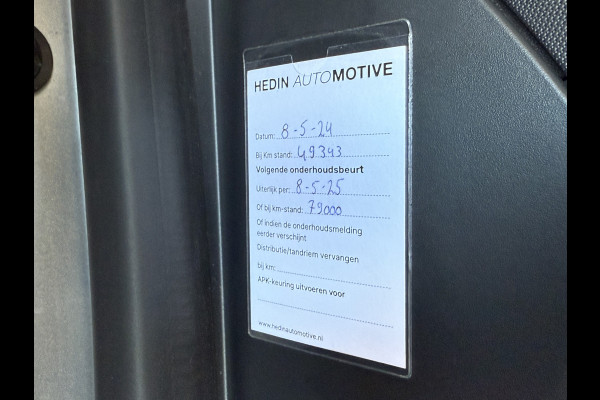 HEDIN AUTOMOTIVE
Datum: 8-5-24
Bij Km stand: 49343
Volgende onderhoudsbeurt
Uiterlijk per: 8-5-25
Of bij km-stand: 79000
Of indien de onderhoudsmelding
eerder verschijnt
Distributie/tandriem vervangen
bij km:
APK-keuring uitvoeren voor
www.hedinautomotive.nl